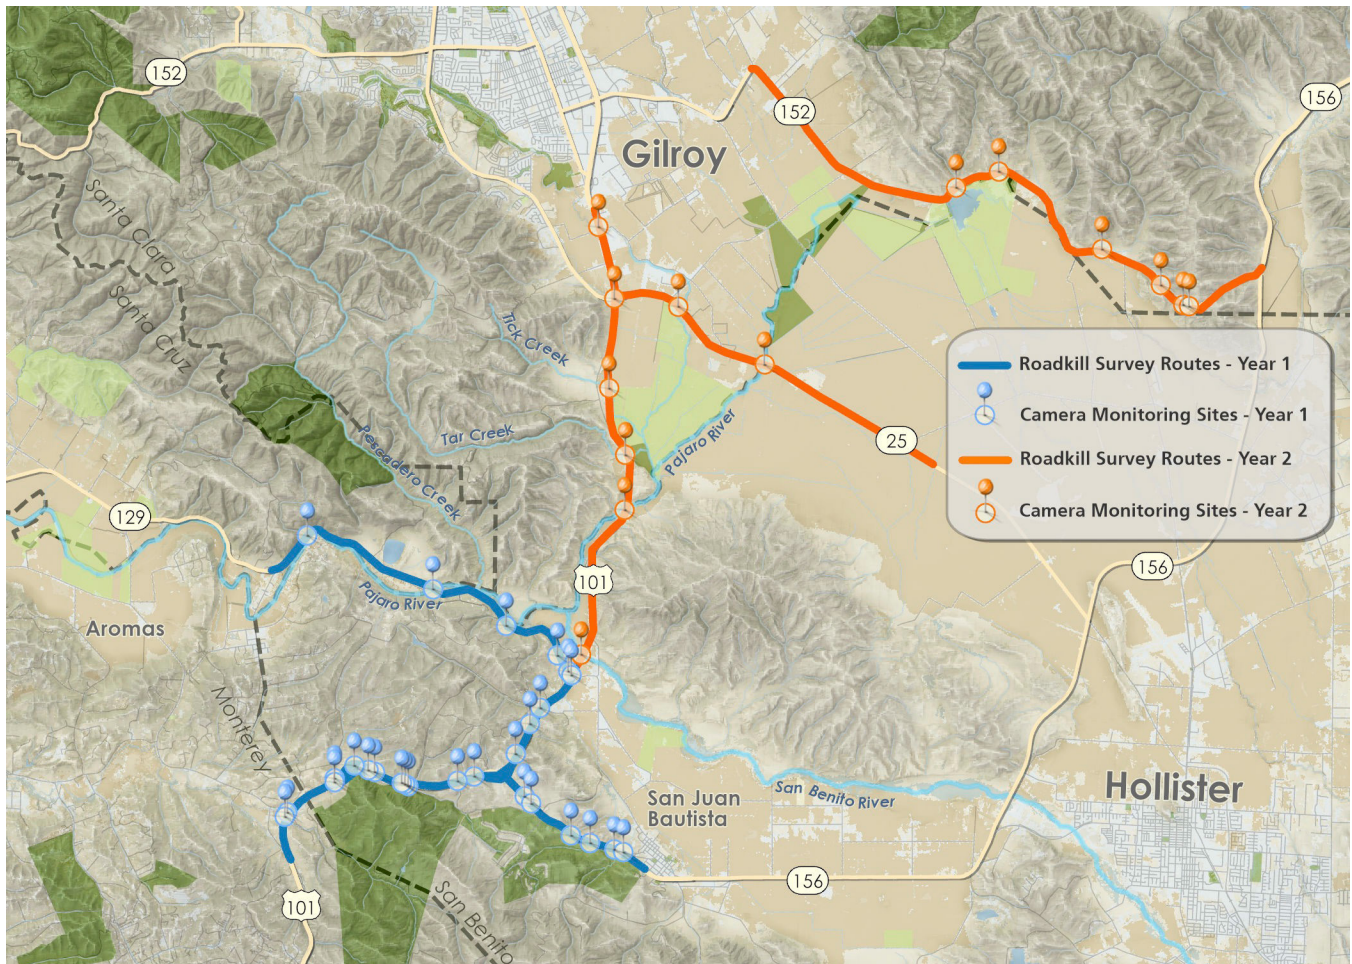 152
156
152
Gilroy
Santa Clara
Santa Cruz
Tick Creek
Roadkill Survey Routes - Year 1
Camera Monitoring Sites - Year 1
Roadkill Survey Routes - Year 2
Camera Monitoring Sites - Year 2
Tar Creek
Pajaro River
25
Pescadero Creek
129
156
101
Pajaro River
Aromas
Monterey
San Juan
Bautista
San Benito River
Hollister
156
101
San Benito